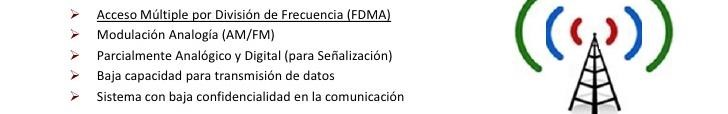 Acceso Múltiple por División de Frecuencia (FDMA)
Modulación Analogía (AM/FM)
Parcialmente Analógico y Digital (para Señalización)
Baja capacidad para transmisión de datos
Sistema con baja confidencialidad en la comunicación